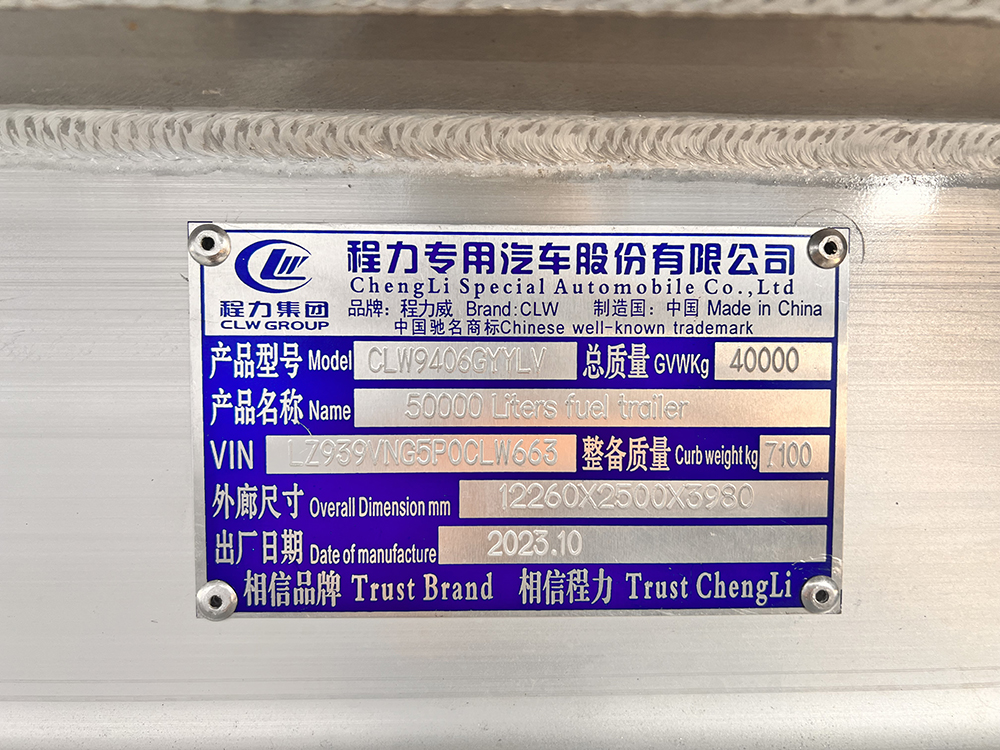 CLW
程力集团
CLW GROUP
程力专用汽车股份有限公司
ChengLi Special Automobile Co.,Ltd
品牌：程力威 Brand:CLW 制造国：中国 Made in China
中国驰名商标Chinese well-known trademark
产品型号 Model CLW9406GYYLV 总质量 GVWKg 40000
产品名称 Name 50000 Liters fuel trailer
VIN LZ939VNG5P0CLW663 整备质量 Curb weight kg 7100
外廊尺寸 Overall Dimension mm 12260X2500X3980
出厂日期 Date of manufacture 2023.10
相信品牌 Trust Brand 相信程力 Trust ChengLi